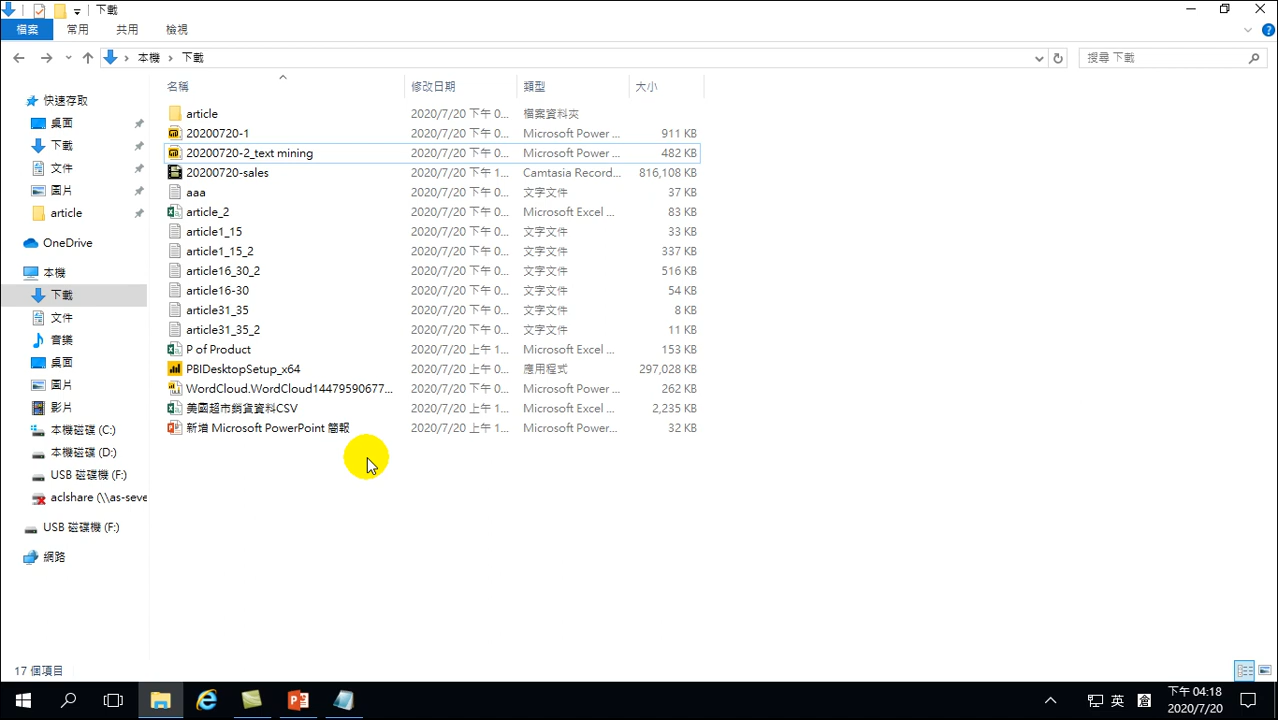 下載
檔案 常用 共用 檢視
本機 下載 搜尋 下載
名稱 修改日期 類型 大小
快速存取
桌面
下載
文件
圖片
article
OneDrive
本機
下載
文件
音樂
桌面
圖片
影片
本機磁碟 (C:)
本機磁碟 (D:)
USB 磁碟機 (F:)
aclshare (\\as-seve
USB 磁碟機 (F:)
網路
article 2020/7/20 下午 0... 檔案資料夾
20200720-1 2020/7/20 下午 0... Microsoft Power ... 911 KB
20200720-2_text mining 2020/7/20 下午 0... Microsoft Power ... 482 KB
20200720-sales 2020/7/20 下午 1... Camtasia Record... 816,108 KB
aaa 2020/7/20 下午 0... 文字文件 37 KB
article_2 2020/7/20 下午 0... Microsoft Excel ... 83 KB
article1_15 2020/7/20 下午 0... 文字文件 33 KB
article1_15_2 2020/7/20 下午 0... 文字文件 337 KB
article16_30_2 2020/7/20 下午 0... 文字文件 516 KB
article16-30 2020/7/20 下午 0... 文字文件 54 KB
article31_35 2020/7/20 下午 0... 文字文件 8 KB
article31_35_2 2020/7/20 下午 0... 文字文件 11 KB
P of Product 2020/7/20 上午 1... Microsoft Excel ... 153 KB
PBIDesktopSetup_x64 2020/7/20 下午 0... 應用程式 297,028 KB
WordCloud.WordCloud14479590677... 2020/7/20 下午 0... Microsoft Power ... 262 KB
美國超市銷貨資料CSV 2020/7/20 上午 1... Microsoft Excel ... 2,235 KB
新增 Microsoft PowerPoint 簡報 2020/7/20 上午 1... Microsoft Power... 32 KB
17 個項目
英 下午 04:18
2020/7/20